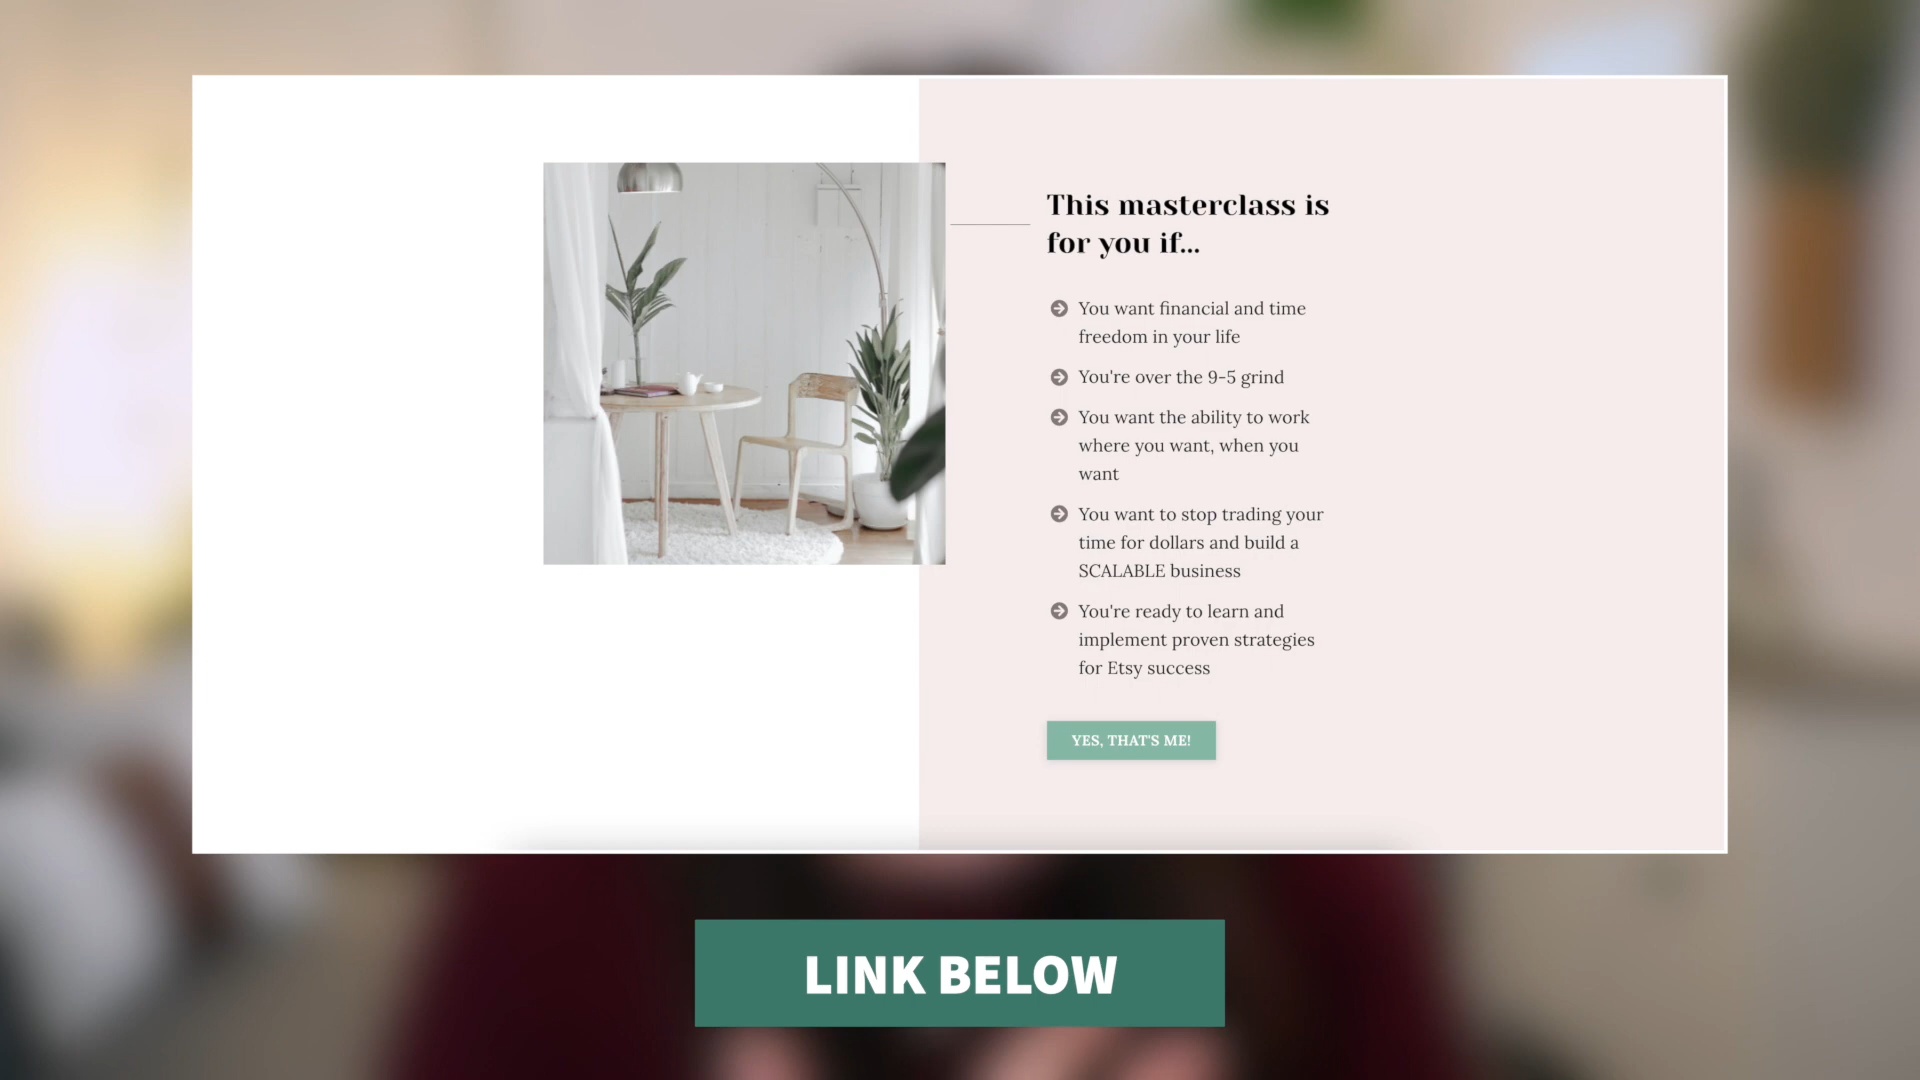 This masterclass is
for you if...
You want financial and time
freedom in your life
You're over the 9-5 grind
You want the ability to work
where you want, when you
want
You want to stop trading your
time for dollars and build a
SCALABLE business
You're ready to learn and
implement proven strategies
for Etsy success
YES, THAT'S ME!
LINK BELOW